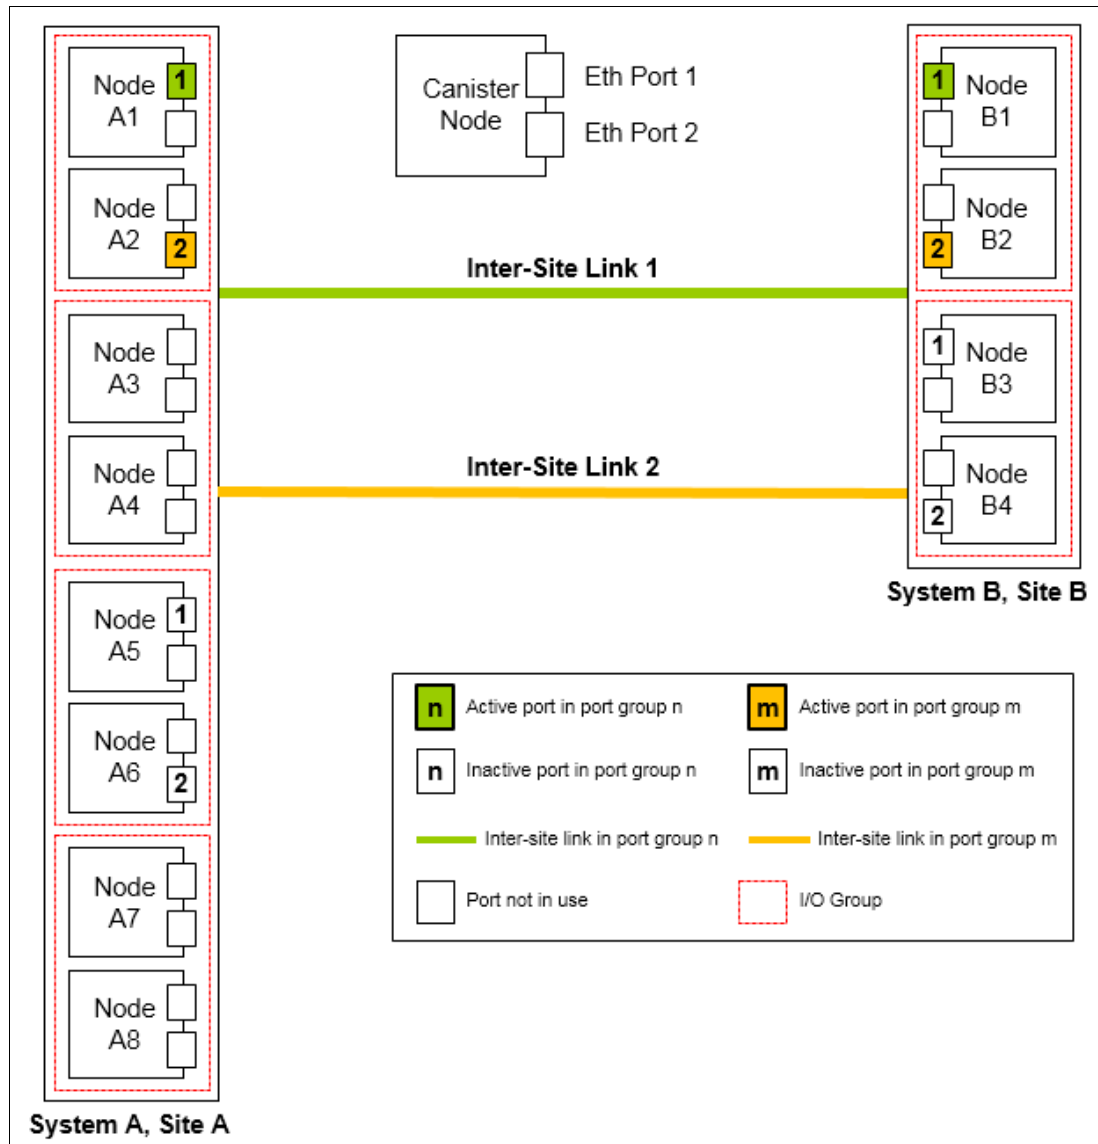 Node
A1
1
Node
A2
2
Node
A3
Node
A4
Node
A5
1
Node
A6
2
Node
A7
Node
A8
System A, Site A
Canister
Node
Eth Port 1
Eth Port 2
Inter-Site Link 1
Inter-Site Link 2
1
Node
B1
Node
B2
2
1
Node
B3
Node
B4
2
System B, Site B
n Active port in port group n
m Active port in port group m
n Inactive port in port group n
m Inactive port in port group m
Inter-site link in port group n
Inter-site link in port group m
Port not in use
I/O Group